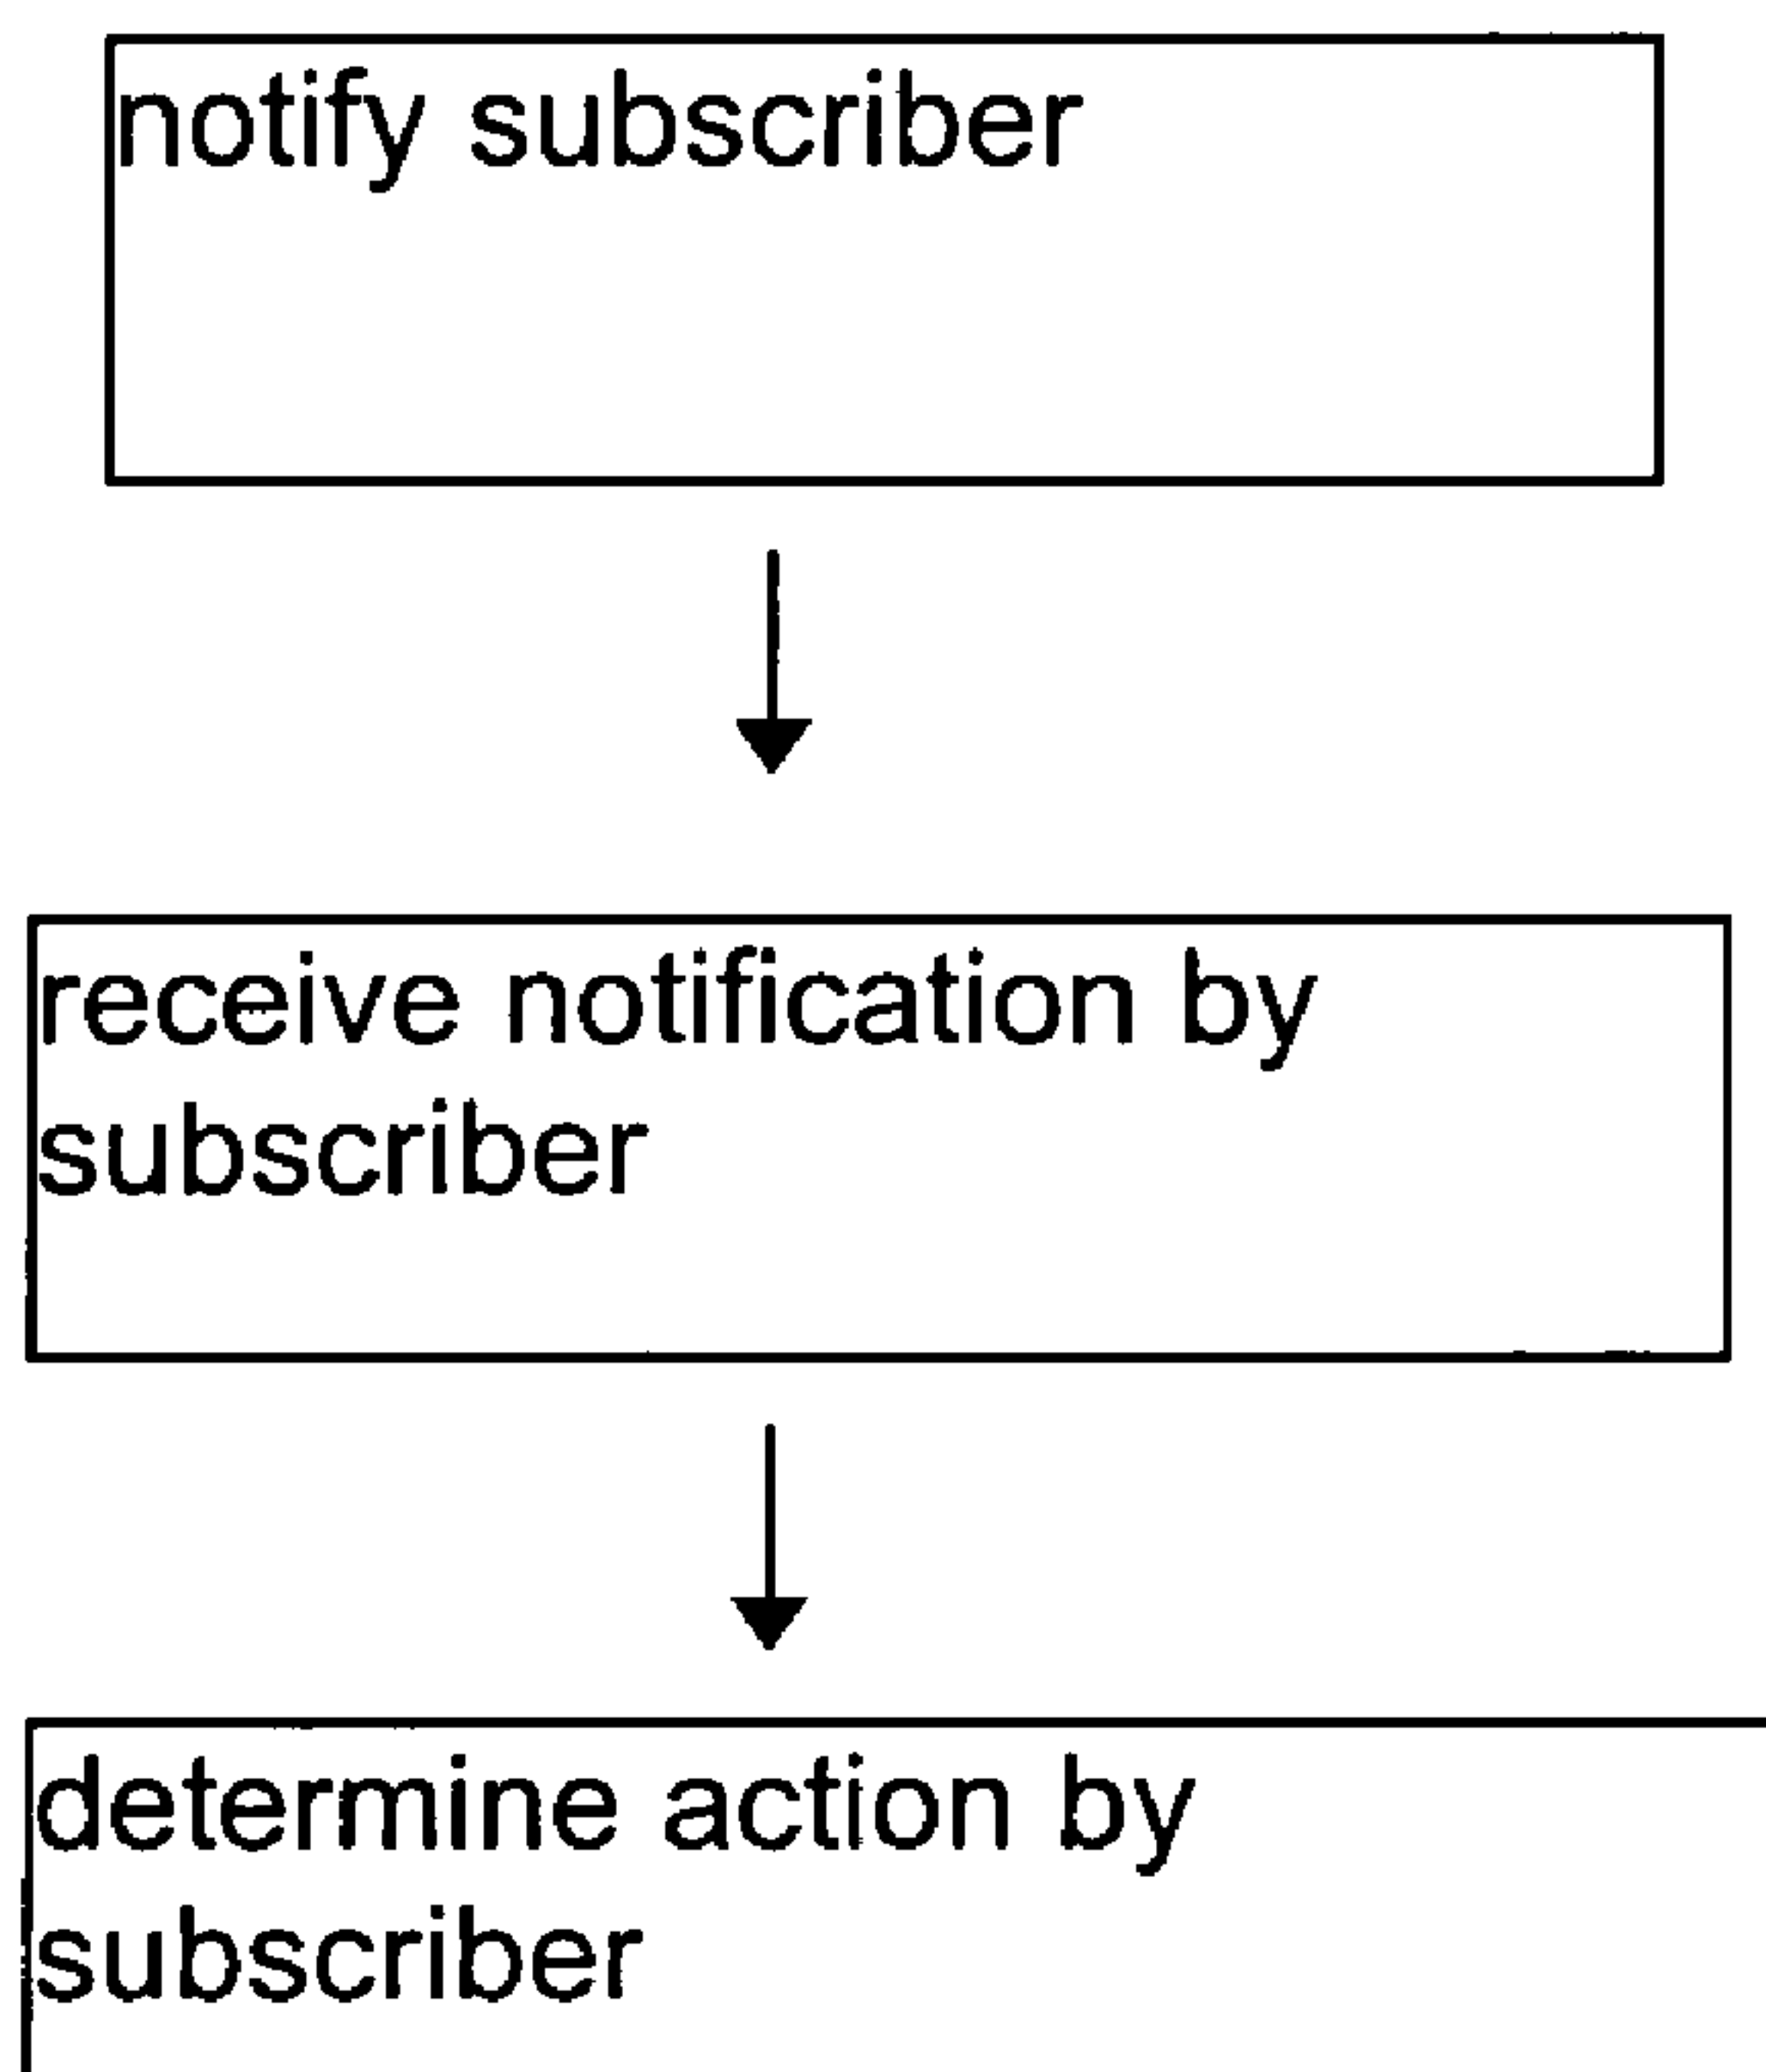 notify subscriber
receive notification by
subscriber
determine action by
subscriber